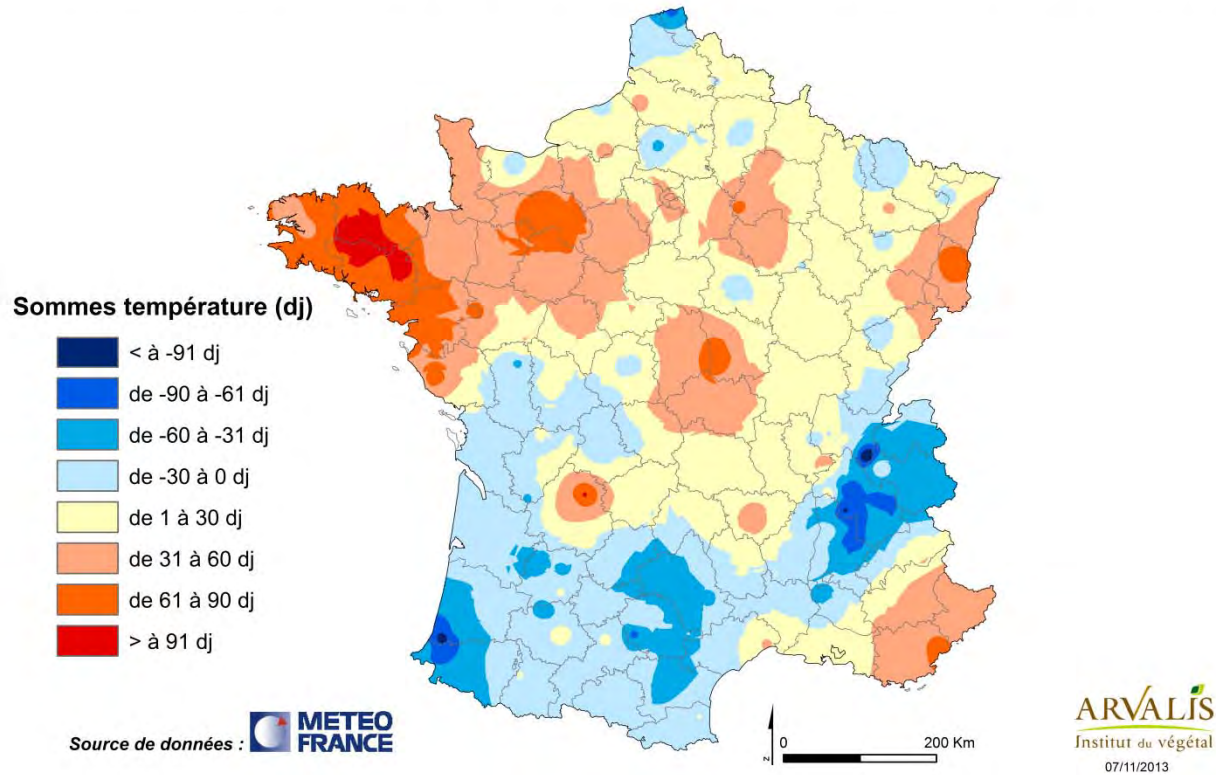 Sommes température (dj)
< à -91 dj
de -90 à -61 dj
de -60 à -31 dj
de -30 à 0 dj
de 1 à 30 dj
de 31 à 60 dj
de 61 à 90 dj
> à 91 dj
Source de données :
METEO
FRANCE
N
0 200 Km
ARVALIS
Institut du végétal
07/11/2013